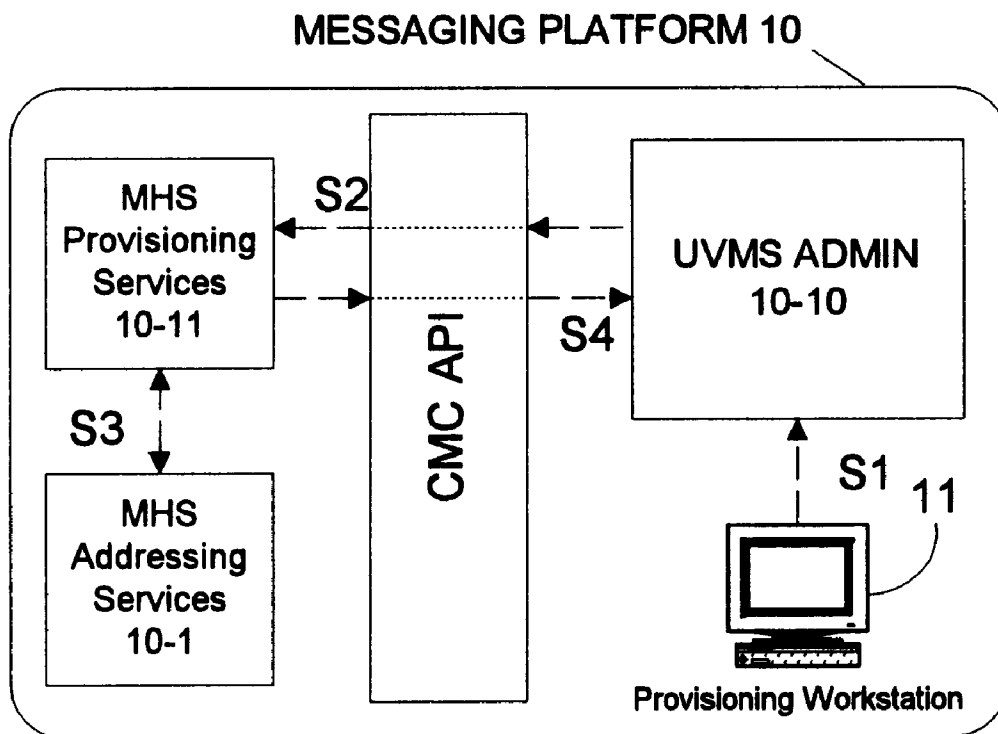 MESSAGING PLATFORM 10
MHS
Provisioning
Services
10-11
S2
CMC API
UVMS ADMIN
10-10
S4
S3
MHS
Addressing
Services
10-1
S1
11
Provisioning Workstation